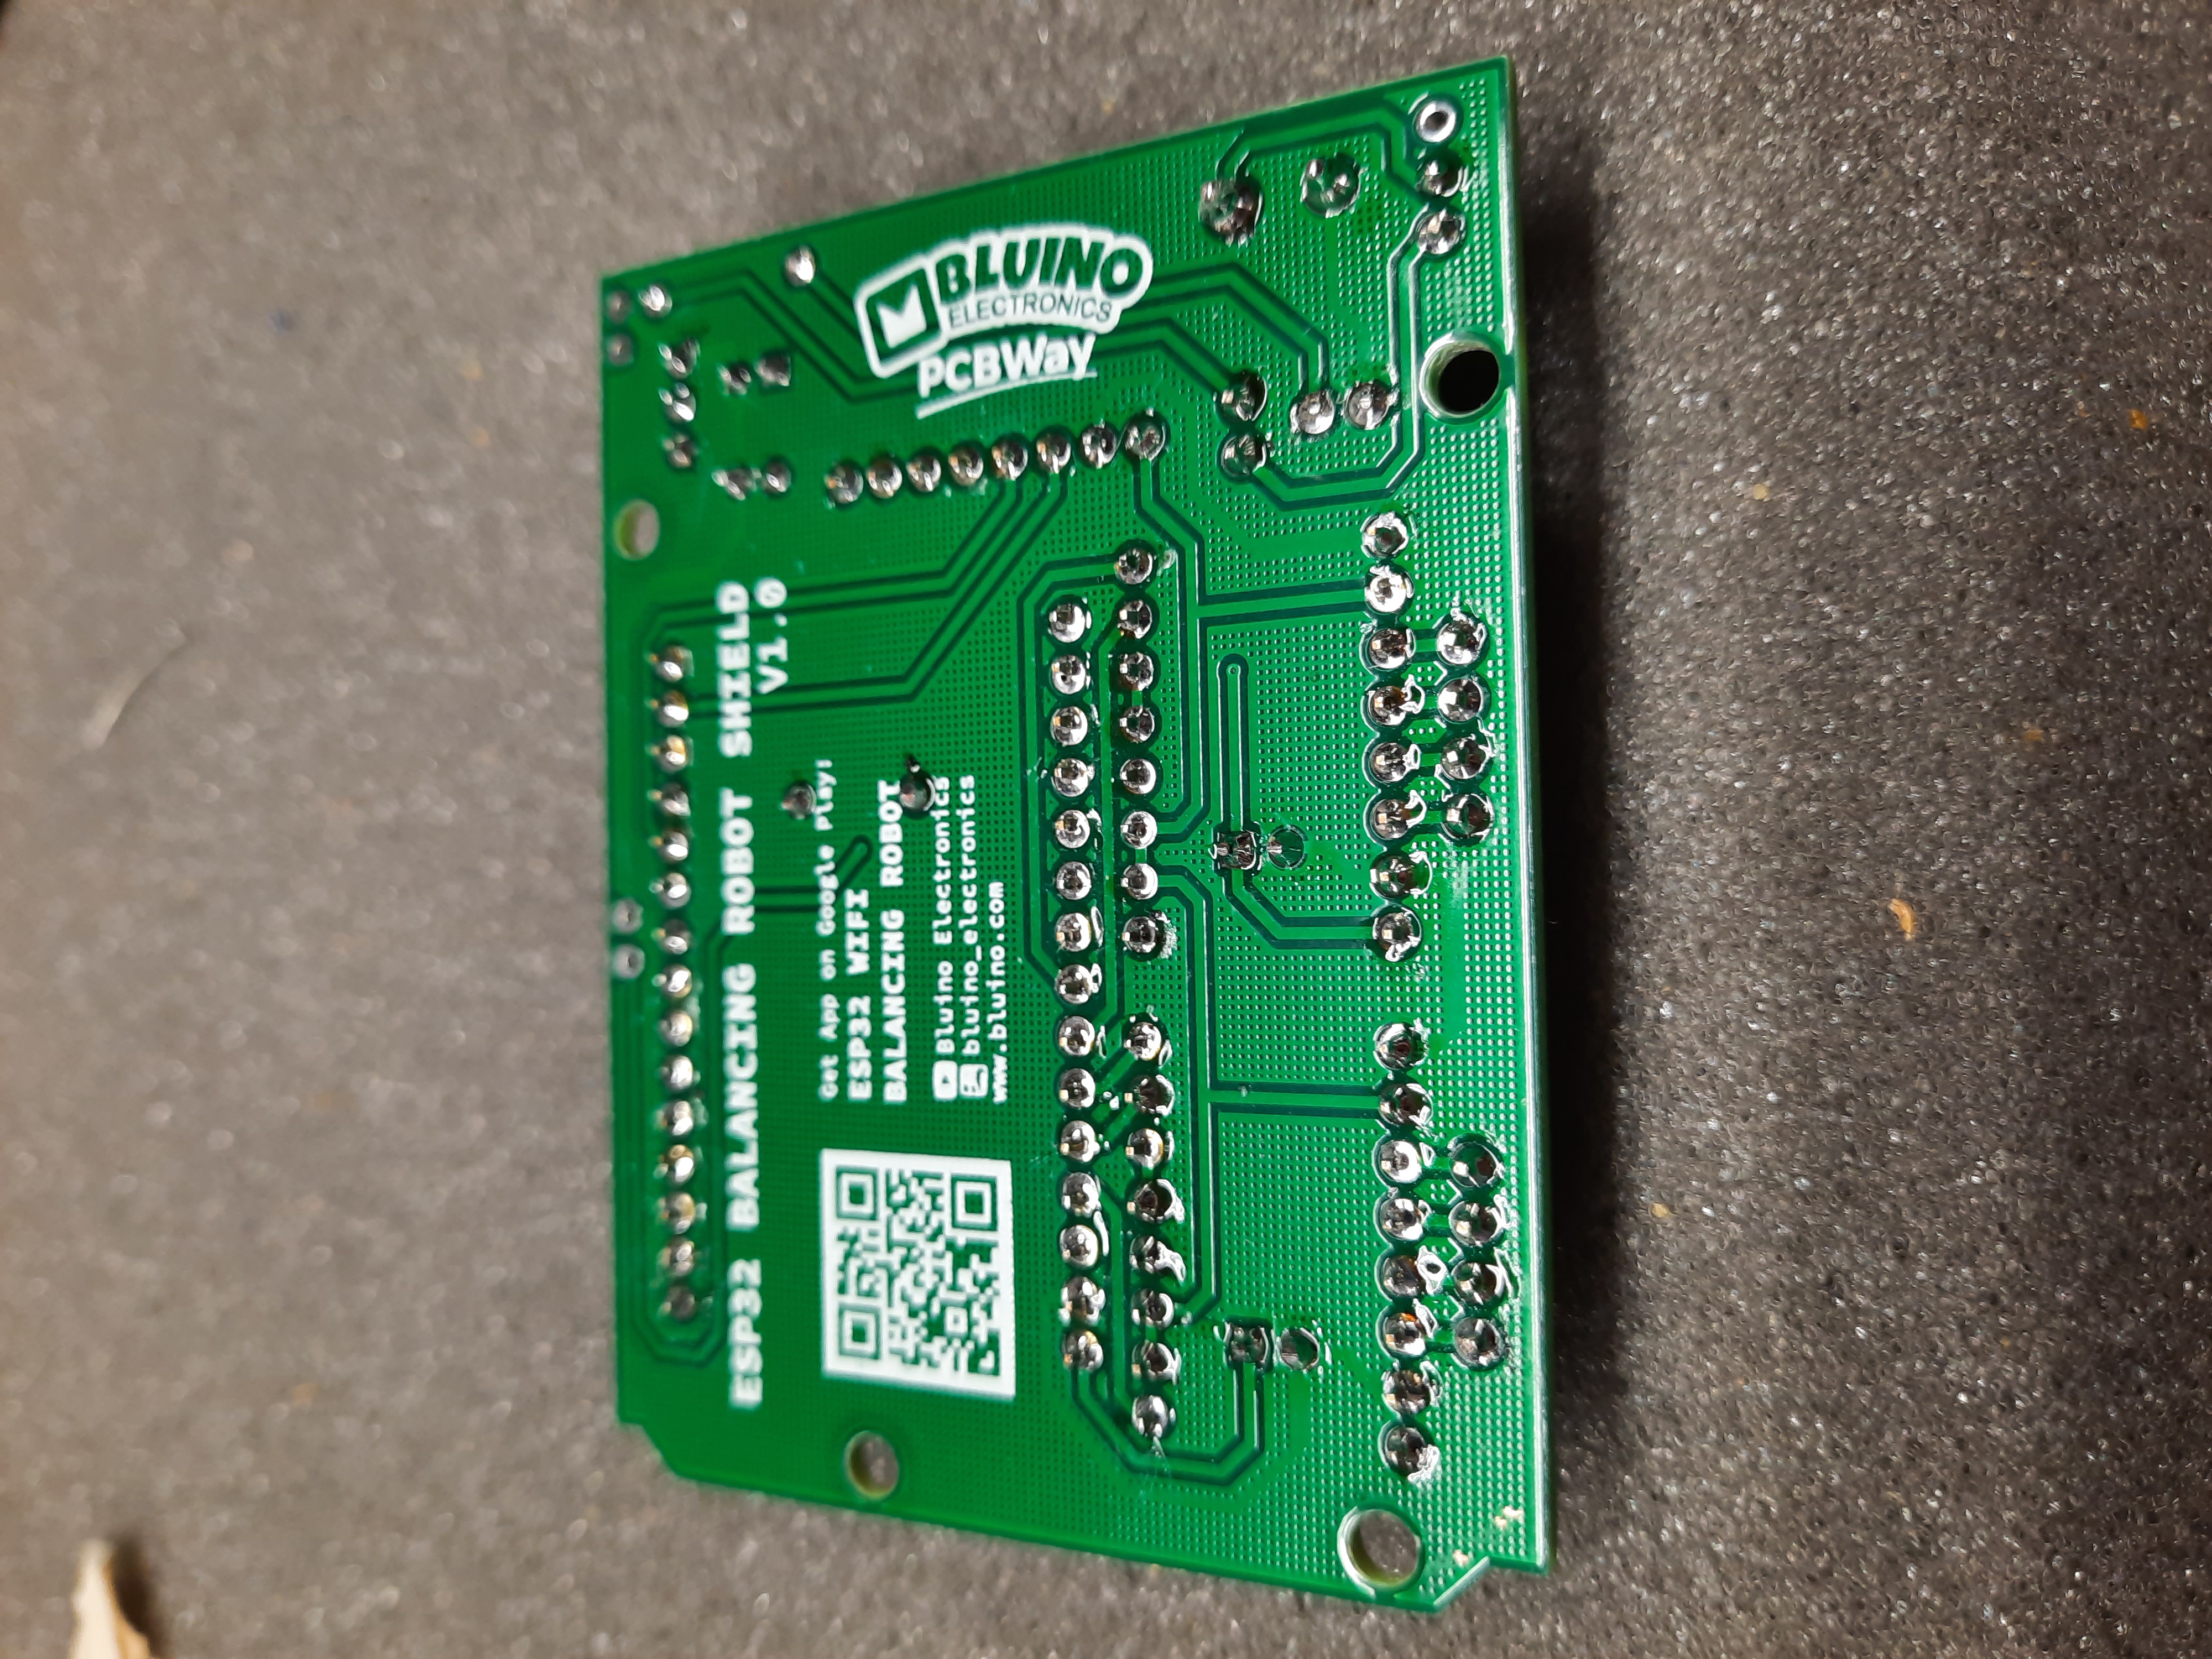 ESP32 BALANCING ROBOT SHIELD
V1.0
Get App on Google Play:
ESP32 WIFI
BALANCING ROBOT
Bluino Electronics
bluino_electronics
www.bluino.com
BLUINO
ELECTRONICS
PCBWay